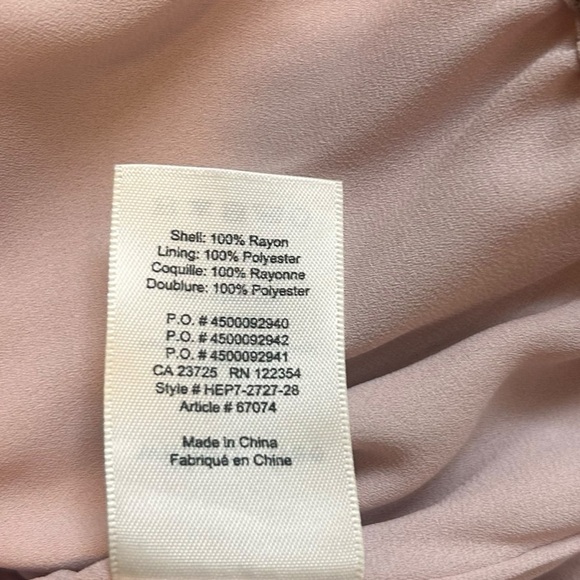 Shell: 100% Rayon
Lining: 100% Polyester
Coquille: 100% Rayonne
Doublure: 100% Polyester
P.O. # 4500092940
P.O. # 4500092942
P.O. # 4500092941
CA 23725 RN 122354
Style # HEP7-2727-28
Article # 67074
Made In China
Fabriqué en Chine